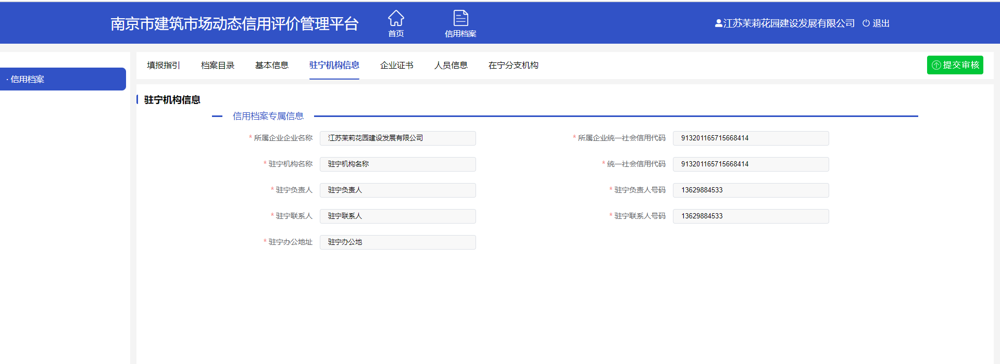 南京市建筑市场动态信用评价管理平台
首页
信用档案
江苏茉莉花园建设发展有限公司
退出
· 信用档案
填报指引 档案目录 基本信息 驻宁机构信息 企业证书 人员信息 在宁分支机构
提交审核
驻宁机构信息
信用档案专属信息
* 所属企业企业名称 江苏茉莉花园建设发展有限公司 * 所属企业统一社会信用代码 913201165715668414
* 驻宁机构名称 驻宁机构名称 * 统一社会信用代码 913201165715668414
* 驻宁负责人 驻宁负责人 * 驻宁负责人号码 13629884533
* 驻宁联系人 驻宁联系人 * 驻宁联系人号码 13629884533
* 驻宁办公地址 驻宁办公地